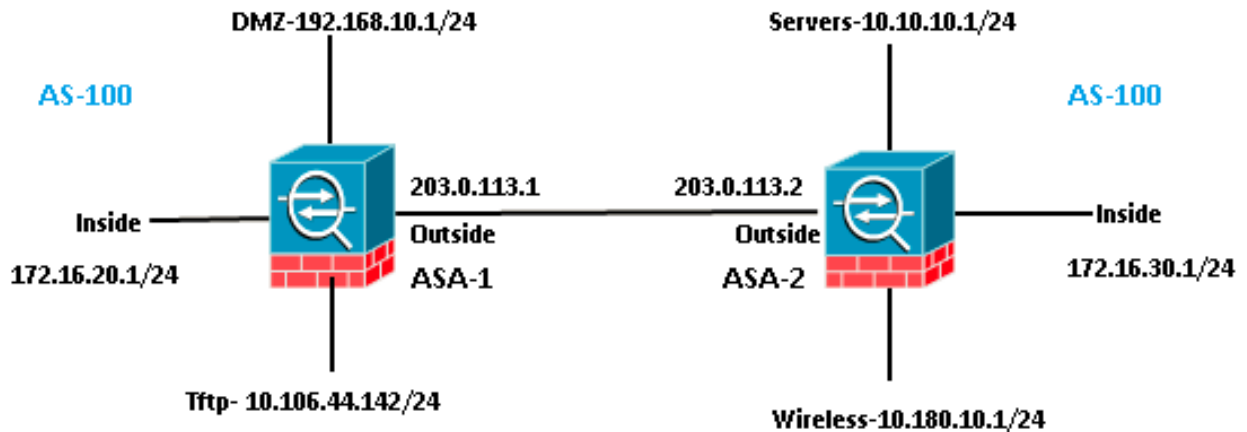 DMZ-192.168.10.1/24
Servers-10.10.10.1/24
AS-100
AS-100
203.0.113.1
203.0.113.2
Inside
Outside
Outside
Inside
172.16.20.1/24
ASA-1
ASA-2
172.16.30.1/24
Tftp- 10.106.44.142/24
Wireless-10.180.10.1/24